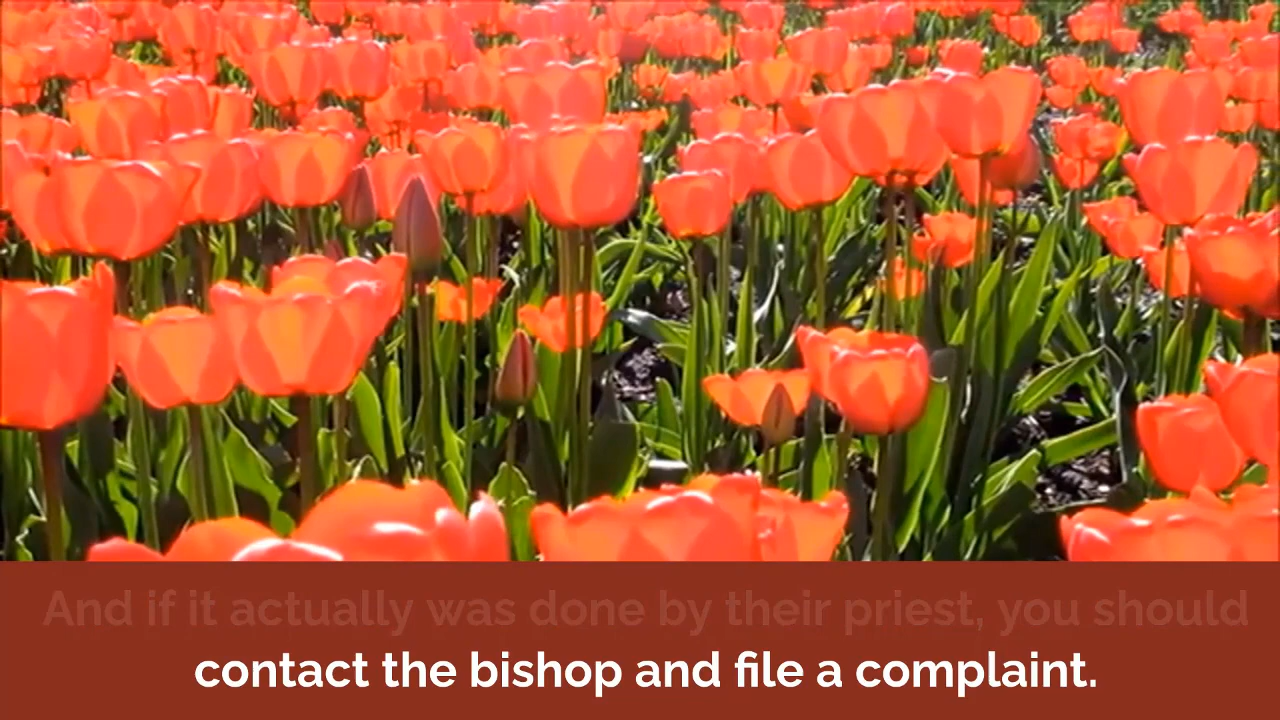 And if it actually was done by their priest, you should
contact the bishop and file a complaint.